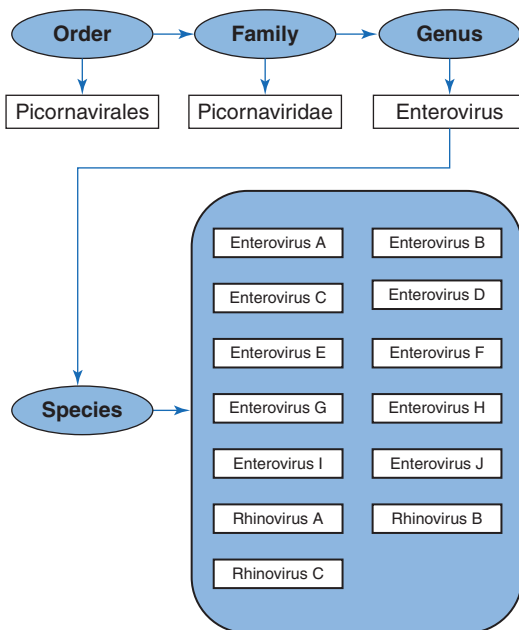 Order Family Genus
Picornavirales Picornaviridae Enterovirus
Enterovirus A Enterovirus B
Enterovirus C Enterovirus D
Enterovirus E Enterovirus F
Species
Enterovirus G Enterovirus H
Enterovirus I Enterovirus J
Rhinovirus A Rhinovirus B
Rhinovirus C